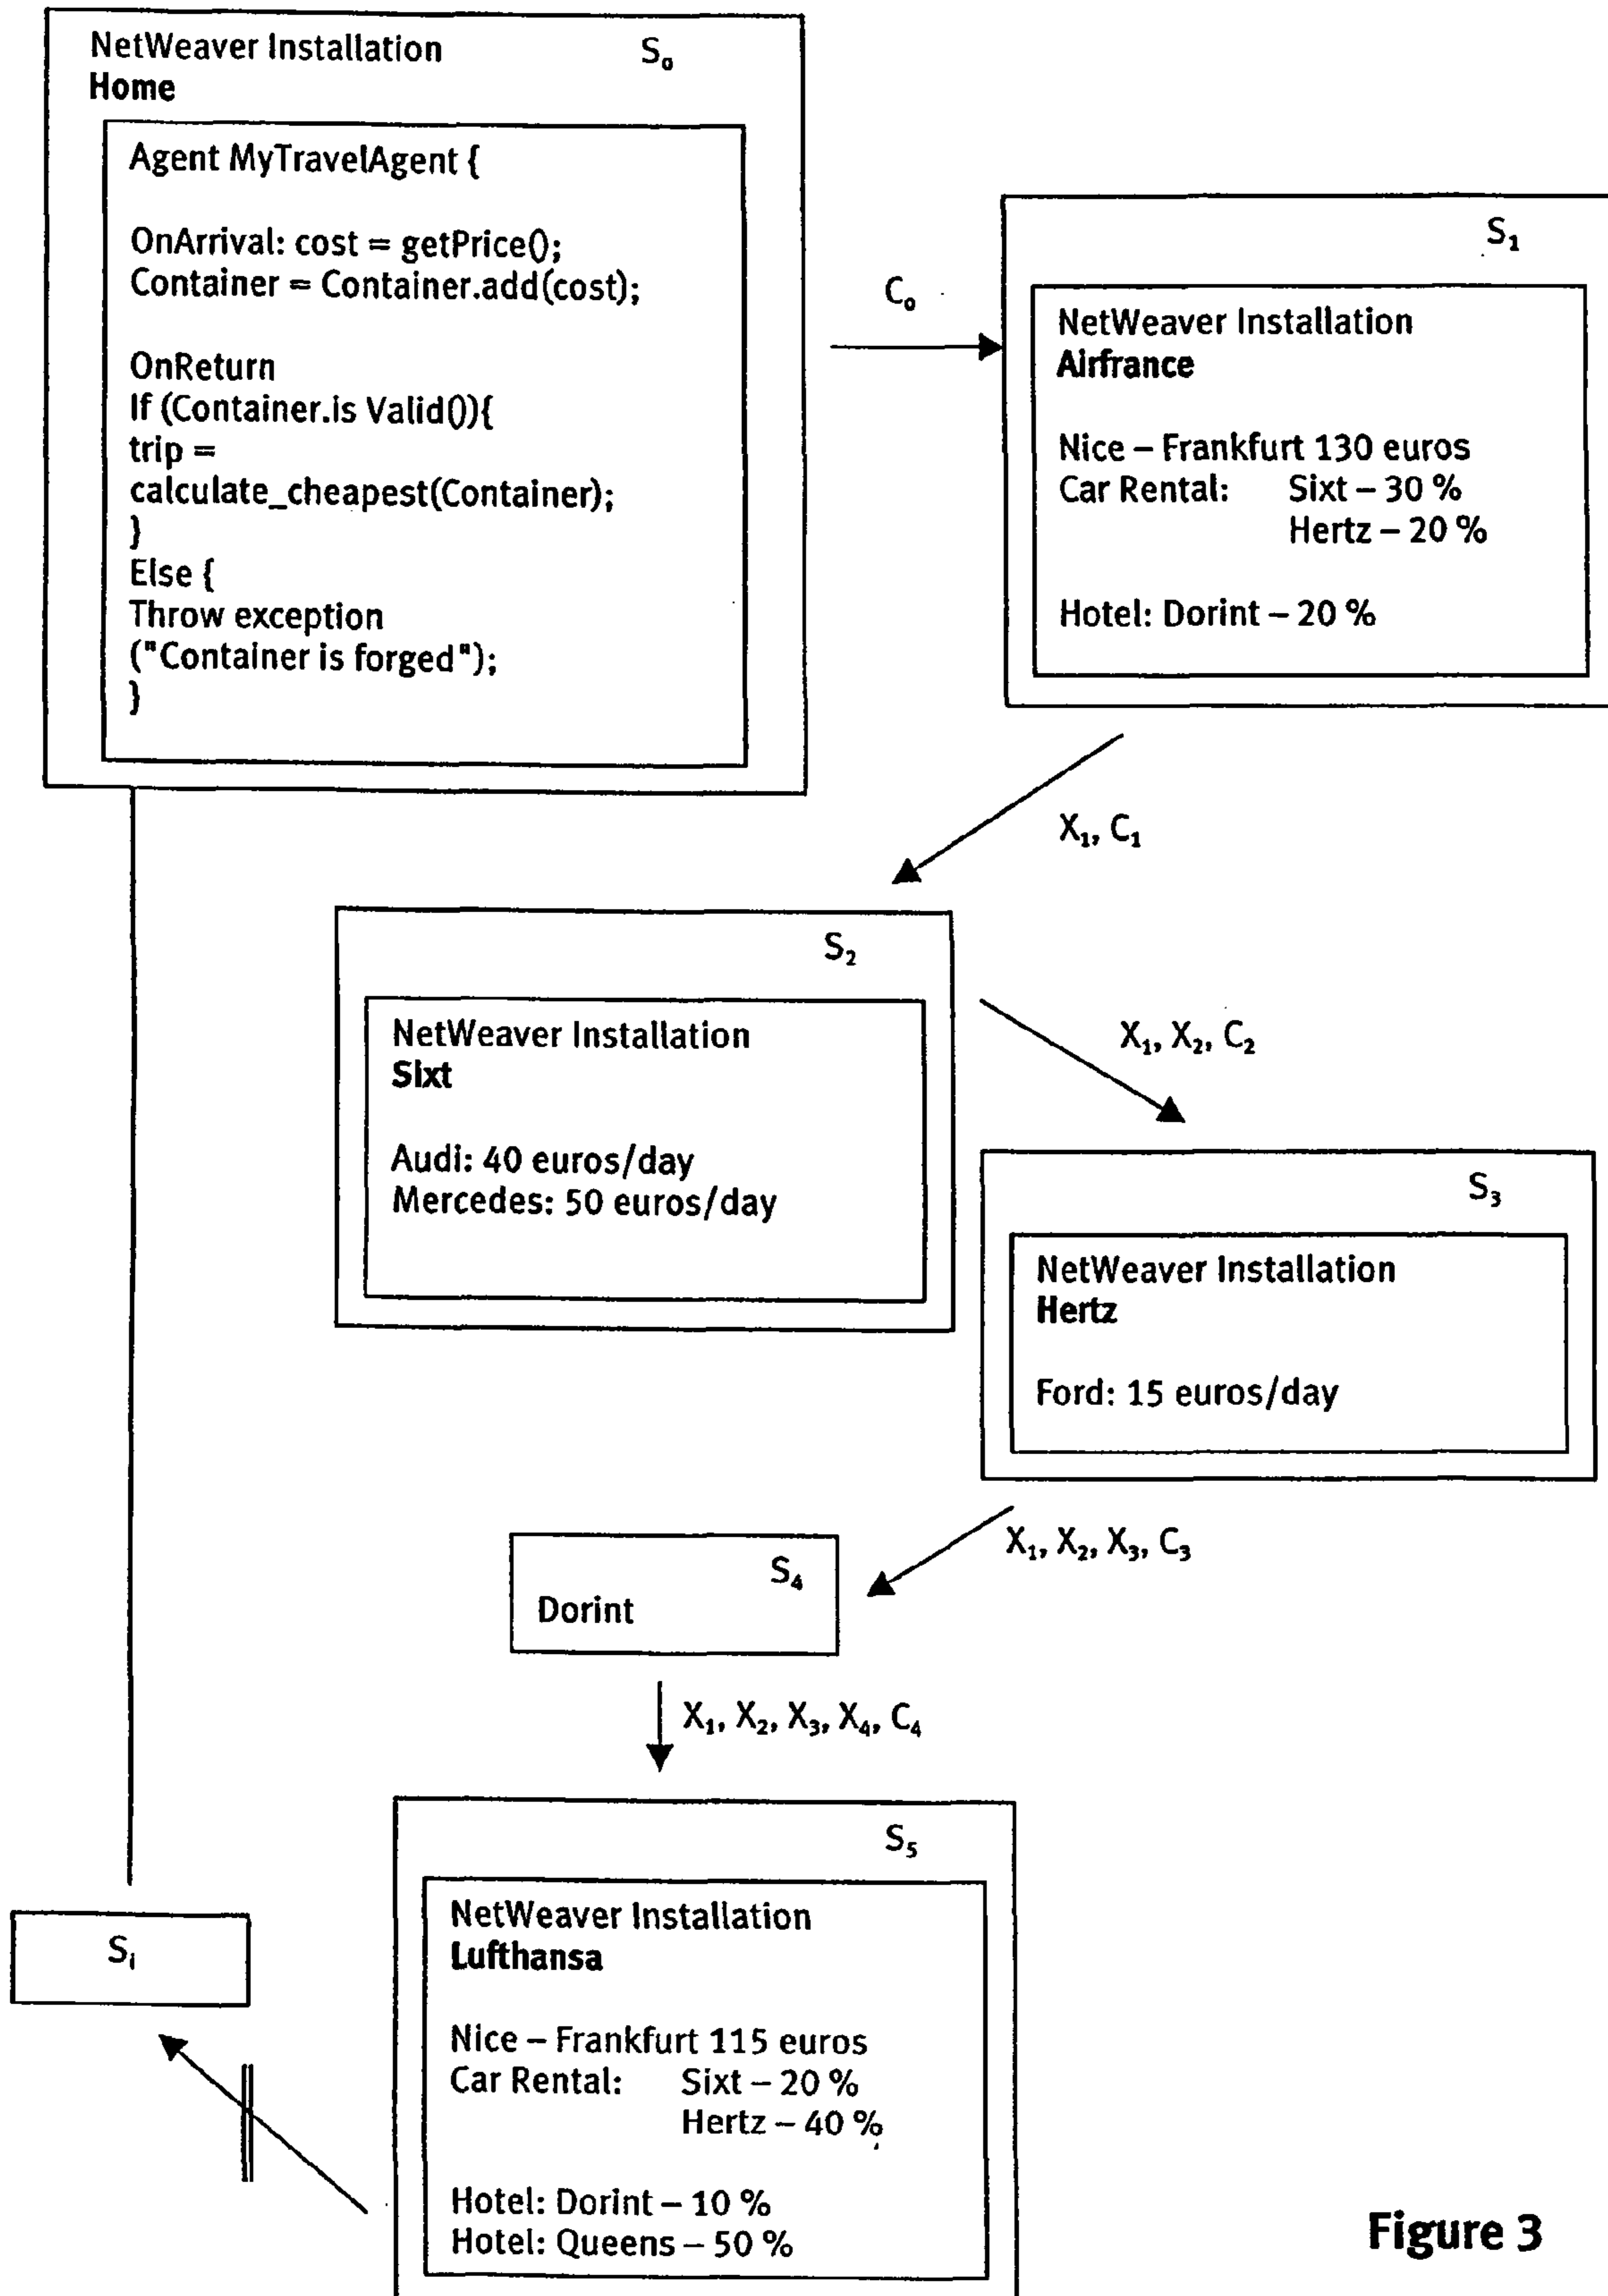 NetWeaver Installation S₀
Home
Agent MyTravelAgent {
OnArrival: cost = getPrice();
Container = Container.add(cost);
OnReturn
If (Container.is Valid()){
trip =
calculate_cheapest(Container);
}
Else {
Throw exception
("Container is forged");
}
C₀
S₁
NetWeaver Installation
Airfrance
Nice – Frankfurt 130 euros
Car Rental: Sixt – 30 %
Hertz – 20 %
Hotel: Dorint – 20 %
X₁, C₁
S₂
NetWeaver Installation
Sixt
Audi: 40 euros/day
Mercedes: 50 euros/day
X₁, X₂, C₂
S₃
NetWeaver Installation
Hertz
Ford: 15 euros/day
X₁, X₂, X₃, C₃
S₄
Dorint
X₁, X₂, X₃, X₄, C₄
S₅
NetWeaver Installation
Lufthansa
Nice – Frankfurt 115 euros
Car Rental: Sixt – 20 %
Hertz – 40 %
Hotel: Dorint – 10 %
Hotel: Queens – 50 %
Sᵢ
Figure 3